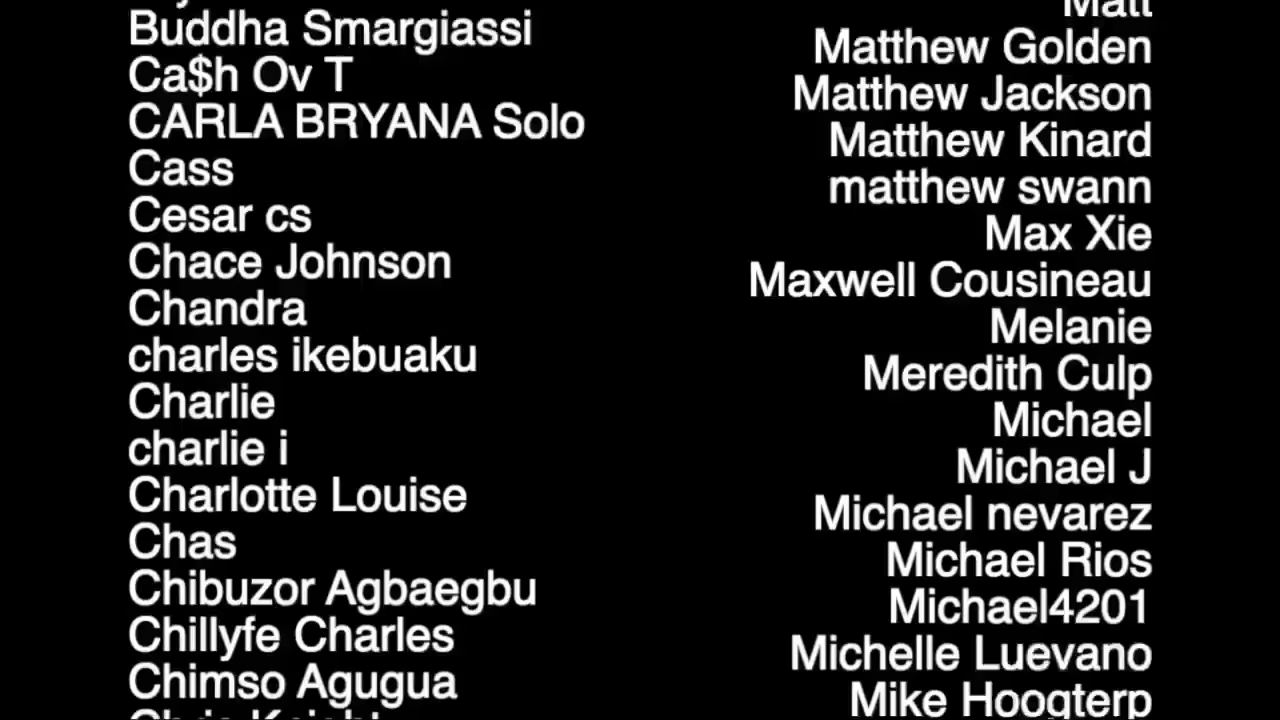 Buddha Smargiassi
Ca$h Ov T
CARLA BRYANA Solo
Cass
Cesar cs
Chace Johnson
Chandra
charles ikebuaku
Charlie
charlie i
Charlotte Louise
Chas
Chibuzor Agbaegbu
Chillyfe Charles
Chimso Agugua
Chris Knight
Matt
Matthew Golden
Matthew Jackson
Matthew Kinard
matthew swann
Max Xie
Maxwell Cousineau
Melanie
Meredith Culp
Michael
Michael J
Michael nevarez
Michael Rios
Michael4201
Michelle Luevano
Mike Hoogterp